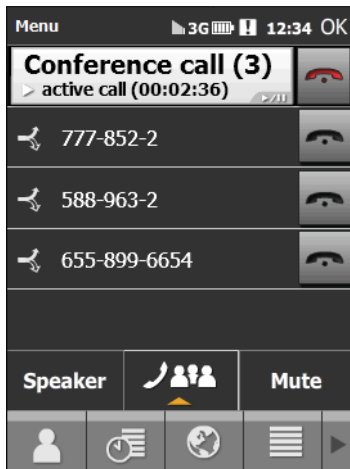 Menu 3G 12:34 OK
Conference call (3)
active call (00:02:36)
777-852-2
588-963-2
655-899-6654
Speaker Mute